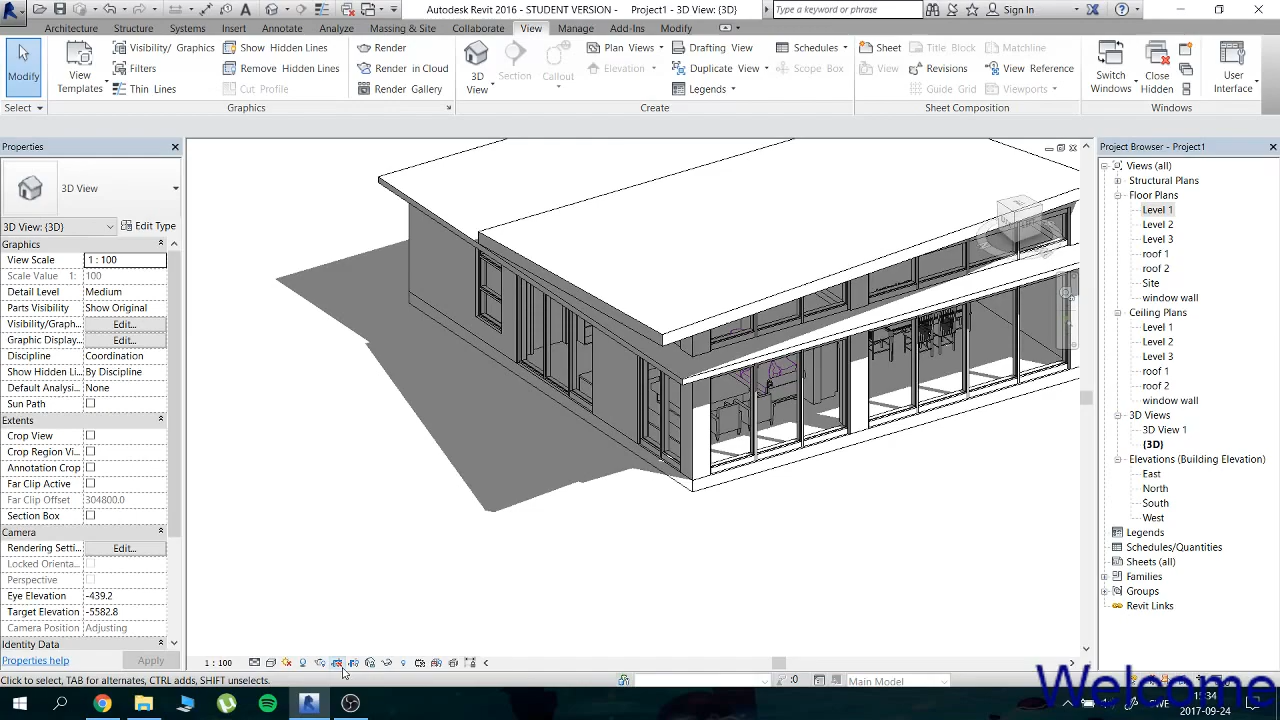 Autodesk Revit 2016 - STUDENT VERSION - Project1 - 3D View: {3D}
Type a keyword or phrase
Sign In
Architecture Structure Systems Insert Annotate Analyze Massing & Site Collaborate View Manage Add-Ins Modify
Modify
View
Templates
Visibility/ Graphics
Filters
Thin Lines
Show Hidden Lines
Remove Hidden Lines
Cut Profile
Render
Render in Cloud
Render Gallery
3D
View
Section
Callout
Plan Views
Elevation
Drafting View
Duplicate View
Legends
Schedules
Scope Box
Sheet
View
Title Block
Revisions
Guide Grid
Matchline
View Reference
Viewports
Switch
Windows
Close
Hidden
User
Interface
Select Graphics Create Sheet Composition Windows
Properties
3D View
3D View: {3D} Edit Type
Graphics
View Scale 1 : 100
Scale Value 1: 100
Detail Level Medium
Parts Visibility Show Original
Visibility/Graph... Edit...
Graphic Display... Edit...
Discipline Coordination
Show Hidden Li... By Discipline
Default Analysi... None
Sun Path
Extents
Crop View
Crop Region Vi...
Annotation Crop
Far Clip Active
Far Clip Offset 304800.0
Section Box
Camera
Rendering Setti... Edit...
Locked Orienta...
Perspective
Eye Elevation -439.2
Target Elevation -5582.8
Camera Position Adjusting
Identity Data
Properties help Apply
1 : 100
Click to select, TAB for alternates, CTRL adds, SHIFT unselects.
:0
Main Model
Project Browser - Project1
Views (all)
Structural Plans
Floor Plans
Level 1
Level 2
Level 3
roof 1
roof 2
Site
window wall
Ceiling Plans
Level 1
Level 2
Level 3
roof 1
roof 2
window wall
3D Views
3D View 1
{3D}
Elevations (Building Elevation)
East
North
South
West
Legends
Schedules/Quantities
Sheets (all)
Families
Groups
Revit Links
Welcome
SWE
15:34
2017-09-24